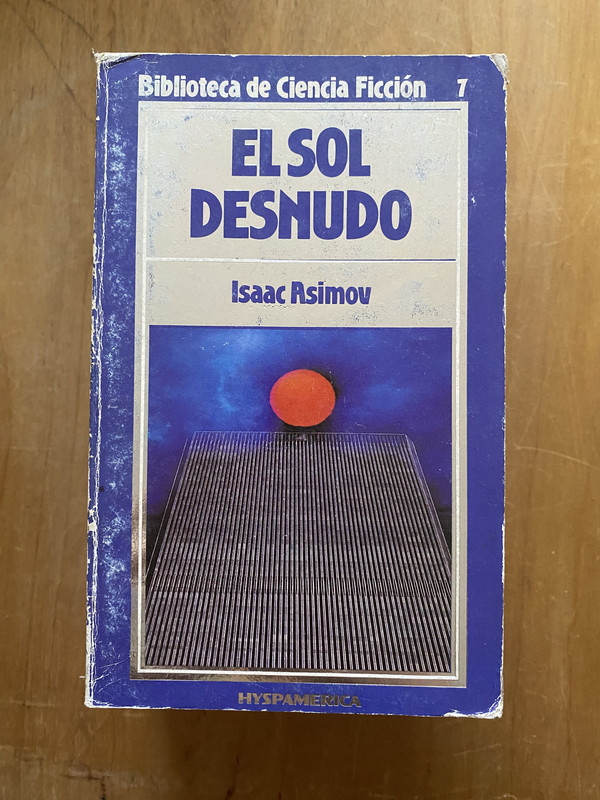 Biblioteca de Ciencia Ficción 7
EL SOL
DESNUDO
Isaac Asimov
HYSPAMERICA